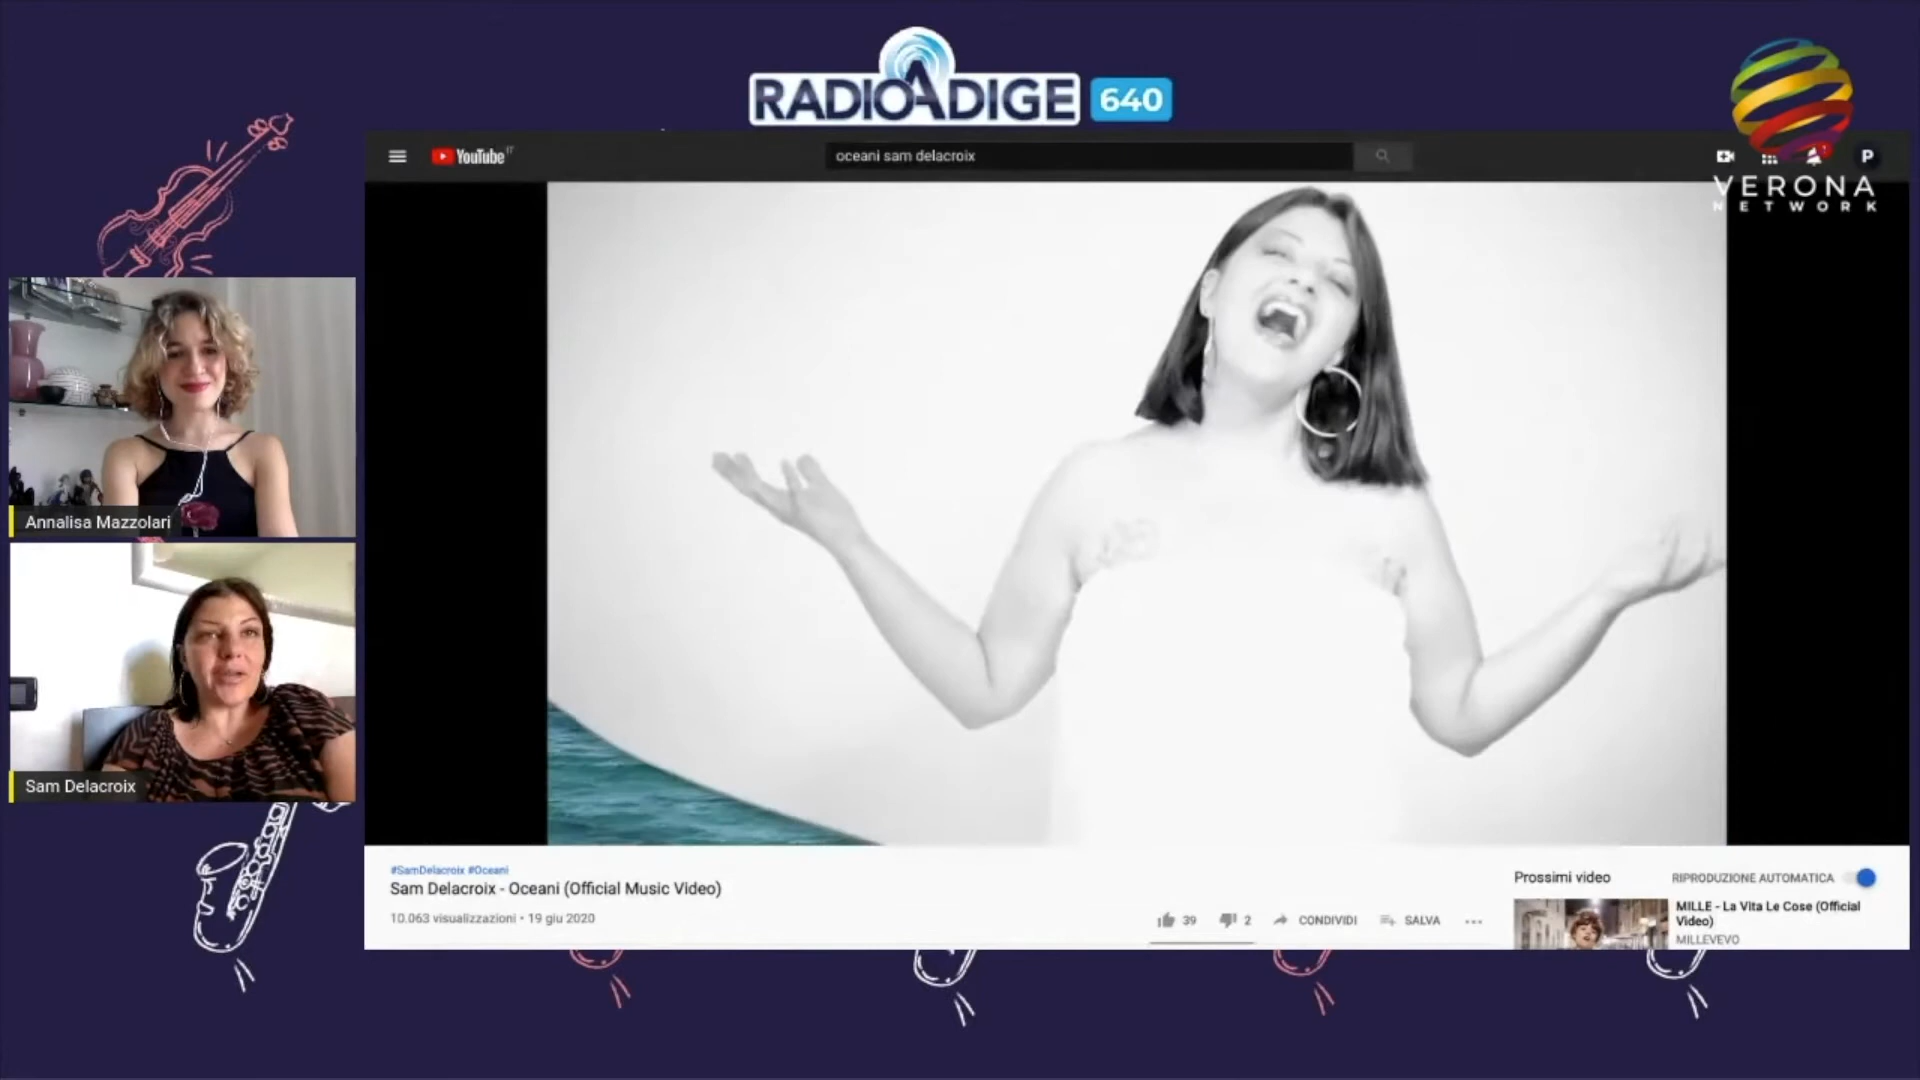 RADIOADIGE 640
YouTube IT
oceani sam delacroix
P
VERONA
NETWORK
Annalisa Mazzolari
Sam Delacroix
#SamDelacroix #Oceani
Sam Delacroix - Oceani (Official Music Video)
10.063 visualizzazioni • 19 giu 2020
39
2
CONDIVIDI
SALVA
Prossimi video
RIPRODUZIONE AUTOMATICA
MILLE - La Vita Le Cose (Official
Video)
MILLEVEVO